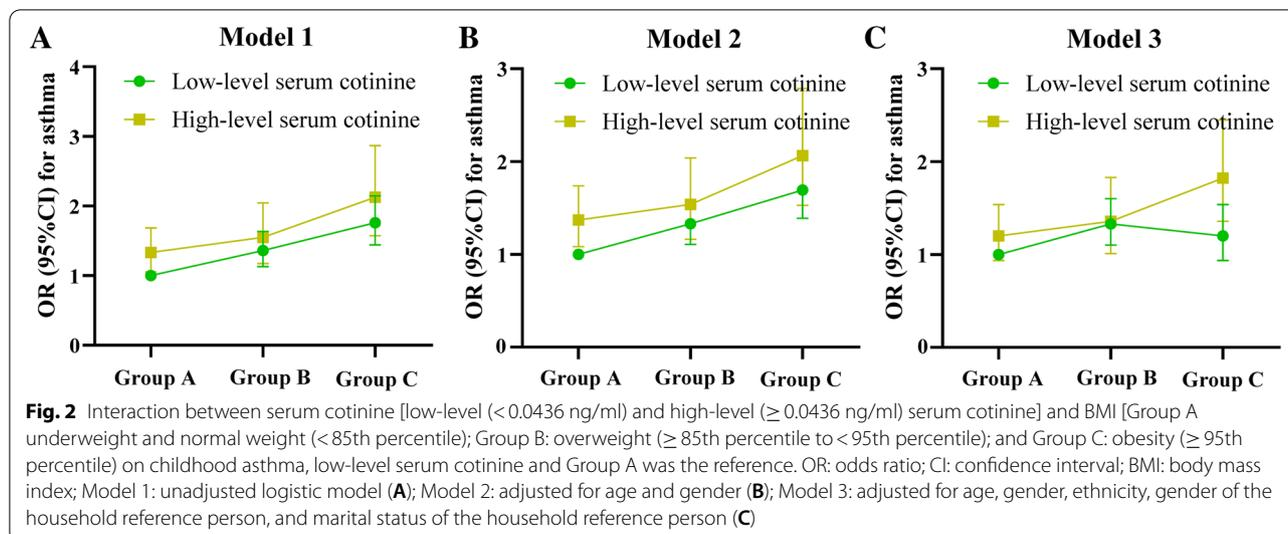 A
Model 1
OR (95%CI) for asthma
4
3
2
1
0
Low-level serum cotinine
High-level serum cotinine
Group A
Group B
Group C
B
Model 2
OR (95%CI) for asthma
3
2
1
0
Low-level serum cotinine
High-level serum cotinine
Group A
Group B
Group C
C
Model 3
OR (95%CI) for asthma
3
2
1
0
Low-level serum cotinine
High-level serum cotinine
Group A
Group B
Group C
Fig. 2 Interaction between serum cotinine [low-level (< 0.0436 ng/ml) and high-level (≥ 0.0436 ng/ml) serum cotinine] and BMI [Group A
underweight and normal weight (< 85th percentile); Group B: overweight (≥ 85th percentile to < 95th percentile); and Group C: obesity (≥ 95th
percentile) on childhood asthma, low-level serum cotinine and Group A was the reference. OR: odds ratio; CI: confidence interval; BMI: body mass
index; Model 1: unadjusted logistic model (A); Model 2: adjusted for age and gender (B); Model 3: adjusted for age, gender, ethnicity, gender of the
household reference person, and marital status of the household reference person (C)